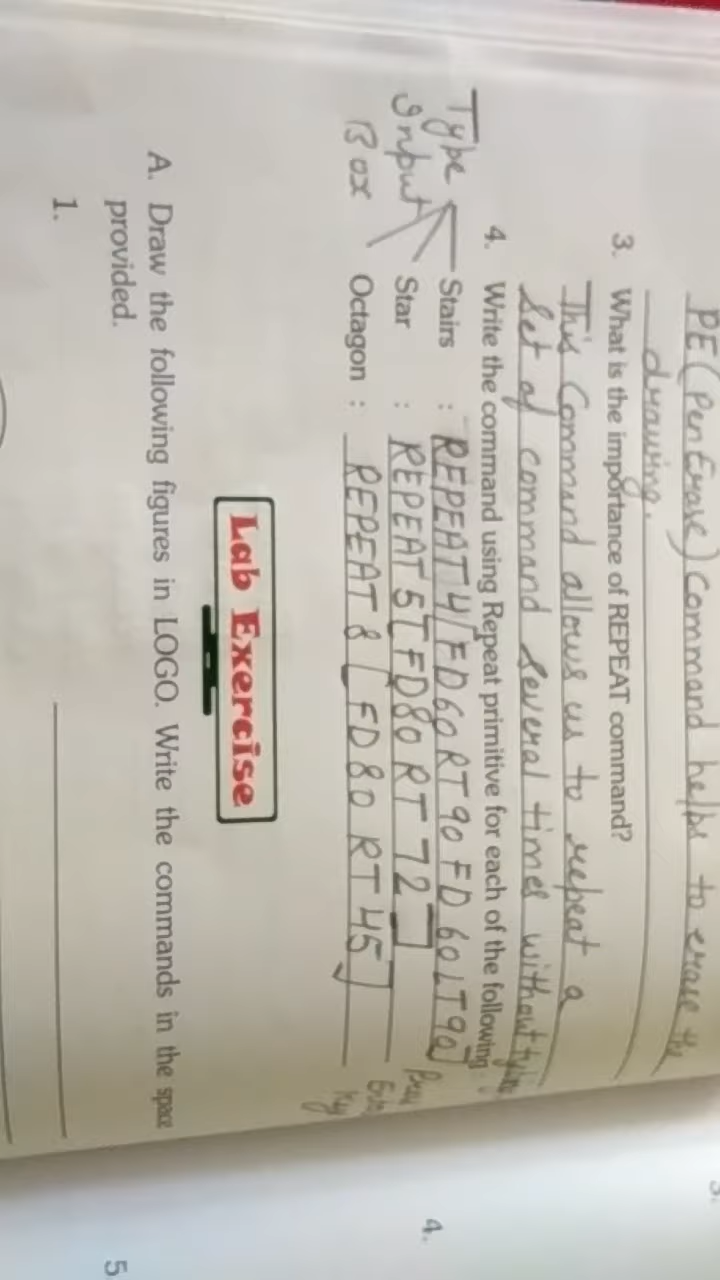 PE (Pen Erase) command helps to erase the
drawing.
3. What is the importance of REPEAT command?
This Command allows us to repeat a
Set of command several times without typing
4. Write the command using Repeat primitive for each of the following :
Type Input Box
Stairs : REPEAT 4[FD 60 RT 90 FD 60 LT 90]
Star : REPEAT 5[FD 80 RT 72]
Octagon : REPEAT 8[FD 80 RT 45]
Lab Exercise
A. Draw the following figures in LOGO. Write the commands in the space
provided.
1.
4.
5